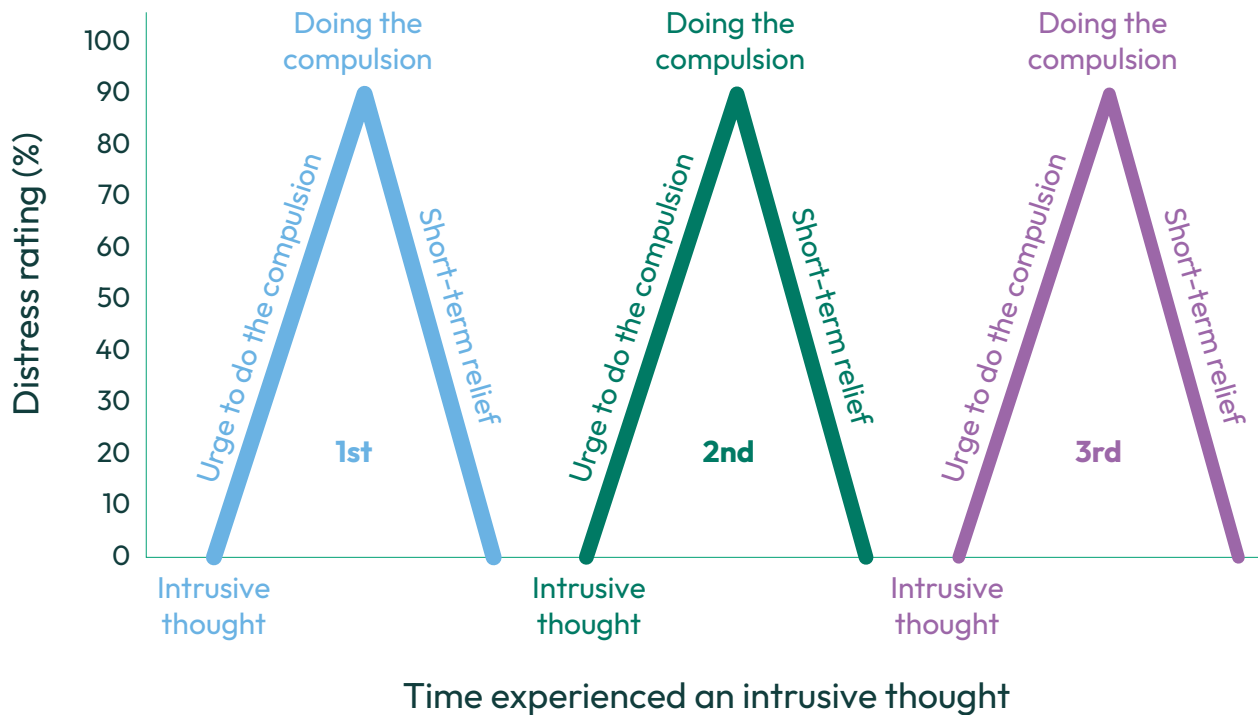 Distress rating (%)
100
90
80
70
60
50
40
30
20
10
0
Doing the
compulsion
Urge to do the compulsion
Short-term relief
1st
Intrusive
thought
Doing the
compulsion
Urge to do the compulsion
Short-term relief
2nd
Intrusive
thought
Doing the
compulsion
Urge to do the compulsion
Short-term relief
3rd
Intrusive
thought
Time experienced an intrusive thought